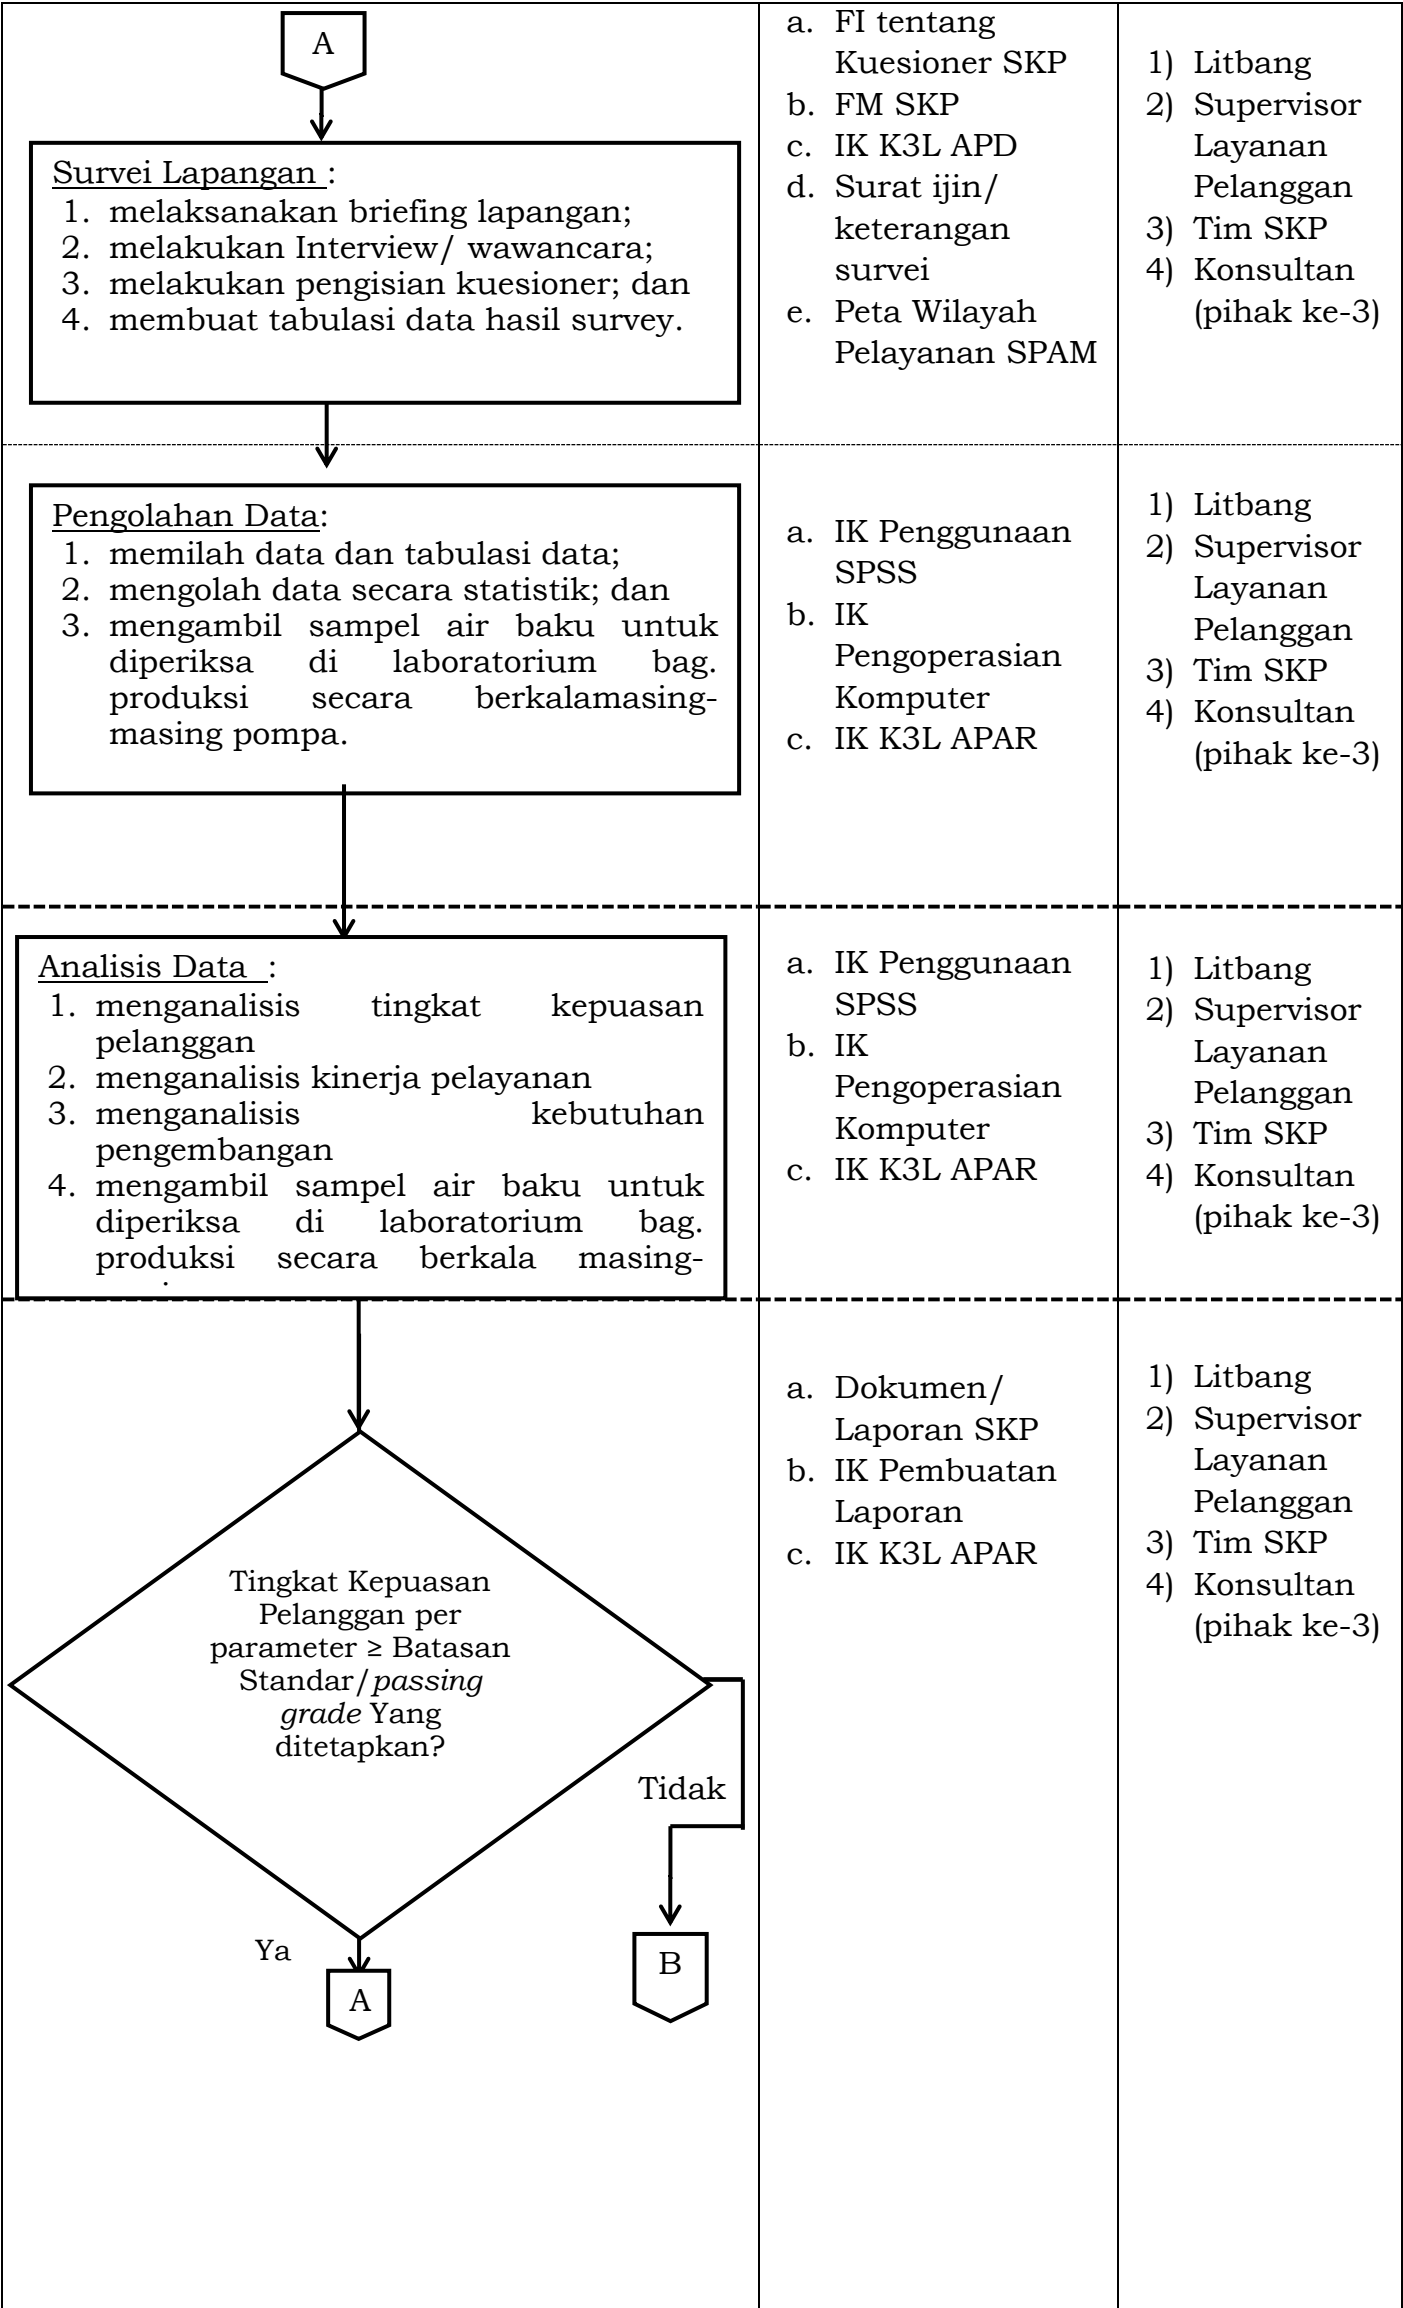 A
Survei Lapangan :
1. melaksanakan briefing lapangan;
2. melakukan Interview/ wawancara;
3. melakukan pengisian kuesioner; dan
4. membuat tabulasi data hasil survey.
a. FI tentang
Kuesioner SKP
b. FM SKP
c. IK K3L APD
d. Surat ijin/
keterangan
survei
e. Peta Wilayah
Pelayanan SPAM
1) Litbang
2) Supervisor
Layanan
Pelanggan
3) Tim SKP
4) Konsultan
(pihak ke-3)
Pengolahan Data:
1. memilah data dan tabulasi data;
2. mengolah data secara statistik; dan
3. mengambil sampel air baku untuk
diperiksa di laboratorium bag.
produksi secara berkalamasing-
masing pompa.
a. IK Penggunaan
SPSS
b. IK
Pengoperasian
Komputer
c. IK K3L APAR
1) Litbang
2) Supervisor
Layanan
Pelanggan
3) Tim SKP
4) Konsultan
(pihak ke-3)
Analisis Data :
1. menganalisis tingkat kepuasan
pelanggan
2. menganalisis kinerja pelayanan
3. menganalisis kebutuhan
pengembangan
4. mengambil sampel air baku untuk
diperiksa di laboratorium bag.
produksi secara berkala masing-
a. IK Penggunaan
SPSS
b. IK
Pengoperasian
Komputer
c. IK K3L APAR
1) Litbang
2) Supervisor
Layanan
Pelanggan
3) Tim SKP
4) Konsultan
(pihak ke-3)
Tingkat Kepuasan
Pelanggan per
parameter ≥ Batasan
Standar/passing
grade Yang
ditetapkan?
Tidak
Ya
A
B
a. Dokumen/
Laporan SKP
b. IK Pembuatan
Laporan
c. IK K3L APAR
1) Litbang
2) Supervisor
Layanan
Pelanggan
3) Tim SKP
4) Konsultan
(pihak ke-3)